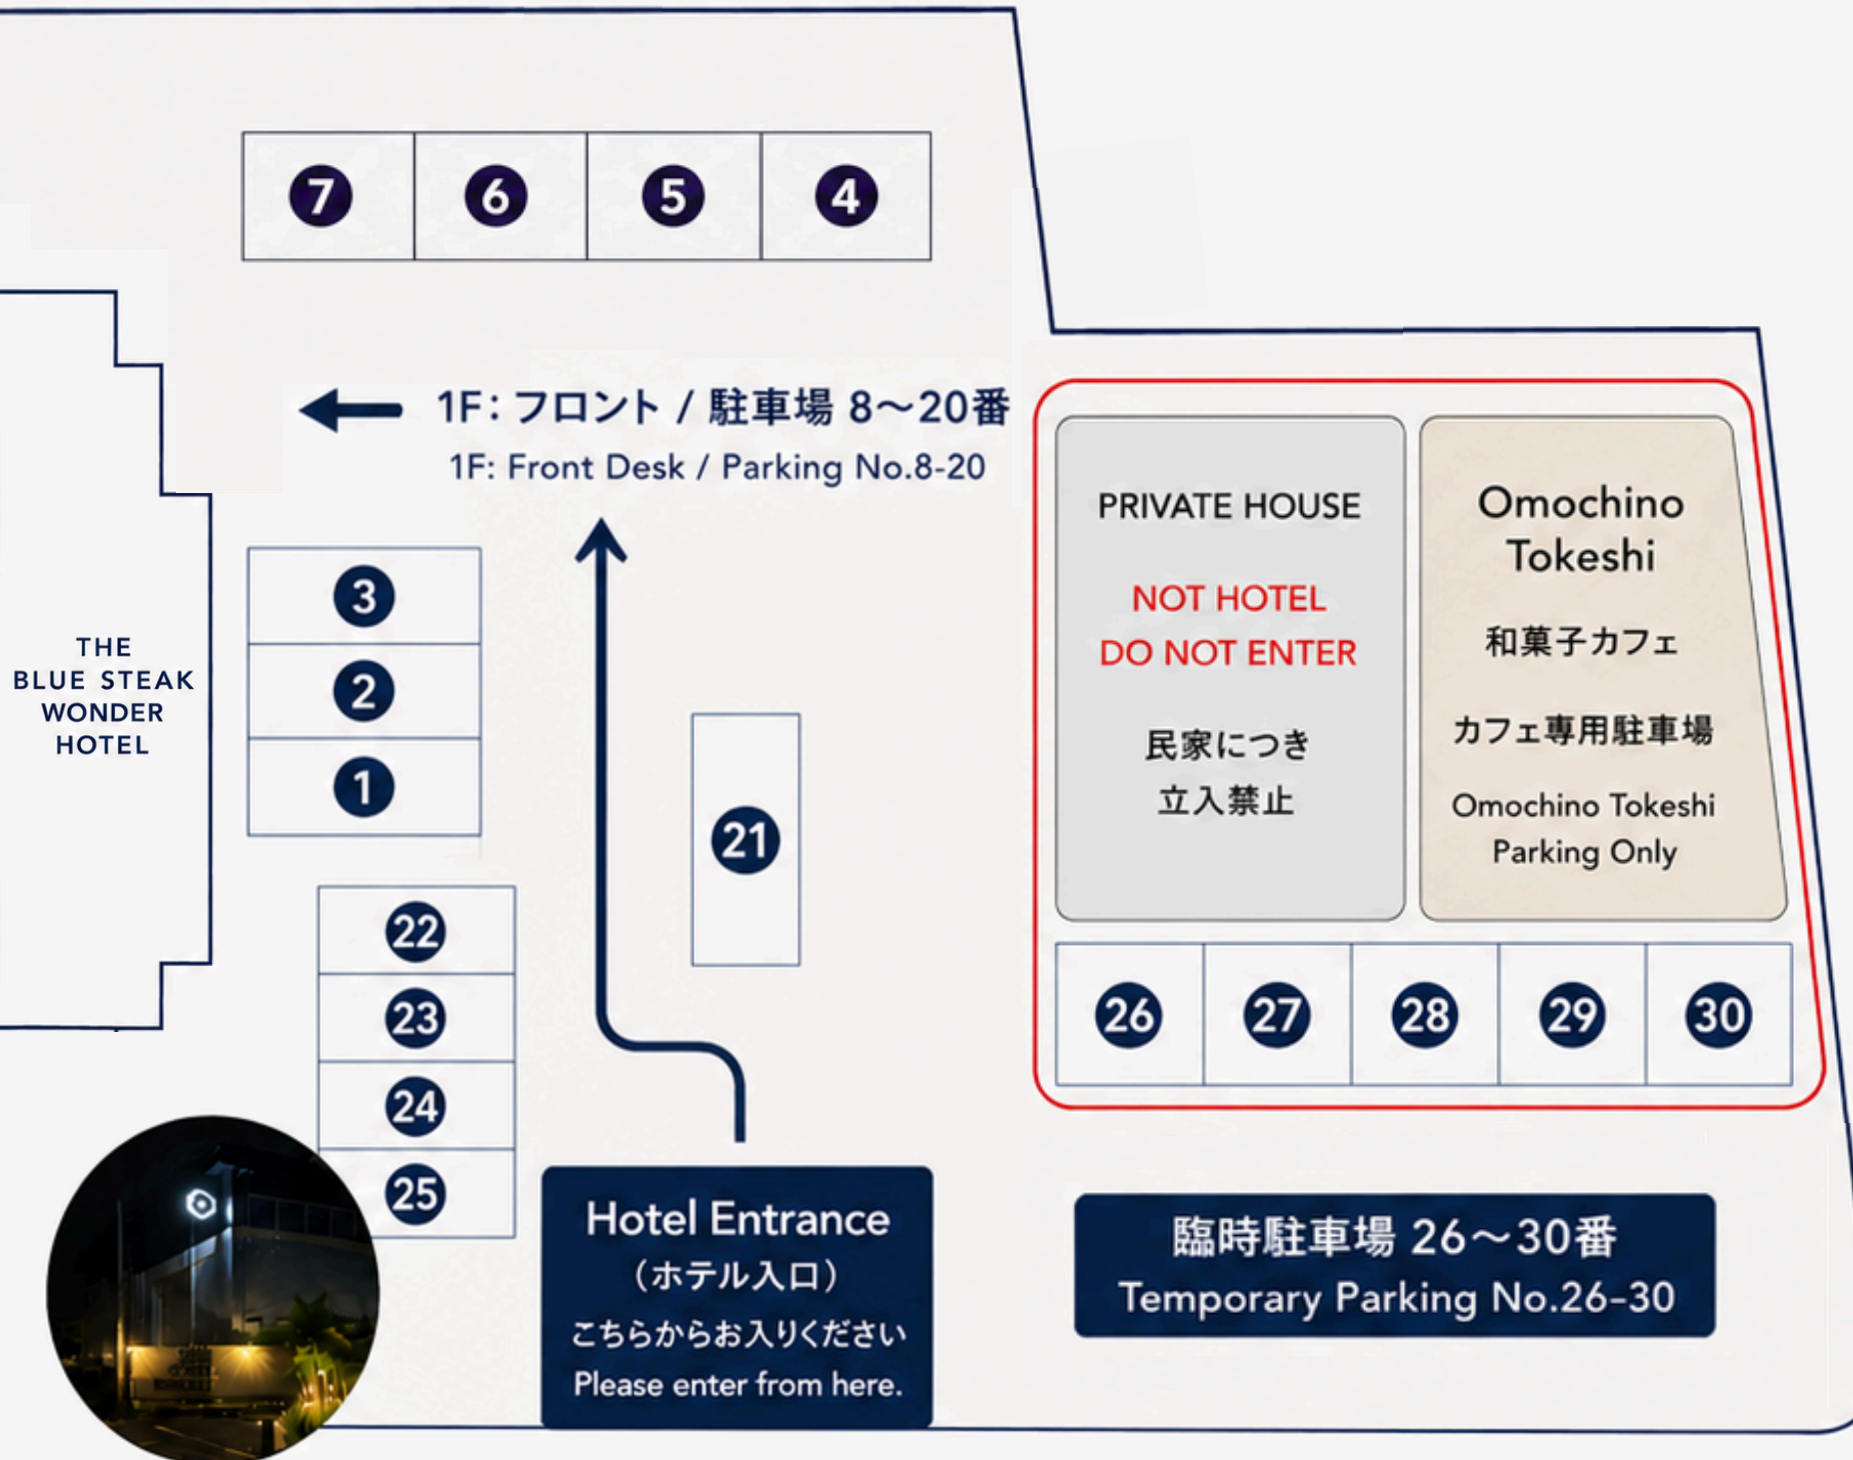 7
6
5
4
1F: フロント / 駐車場 8〜20番
1F: Front Desk / Parking No.8-20
THE
BLUE STEAK
WONDER
HOTEL
3
2
1
21
22
23
24
25
PRIVATE HOUSE
NOT HOTEL
DO NOT ENTER
民家につき
立入禁止
Omochino
Tokeshi
和菓子カフェ
カフェ専用駐車場
Omochino Tokeshi
Parking Only
26
27
28
29
30
Hotel Entrance
（ホテル入口）
こちらからお入りください
Please enter from here.
臨時駐車場 26〜30番
Temporary Parking No.26-30